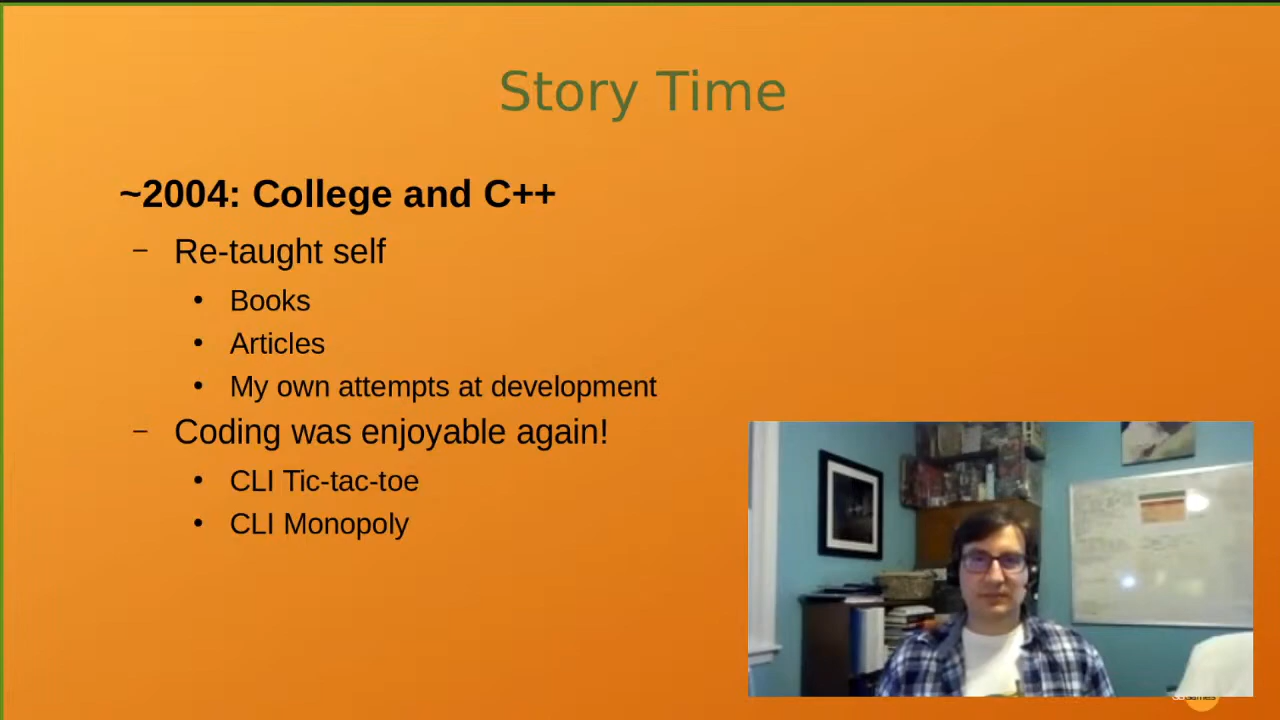 Story Time
~2004: College and C++
– Re-taught self
• Books
• Articles
• My own attempts at development
– Coding was enjoyable again!
• CLI Tic-tac-toe
• CLI Monopoly